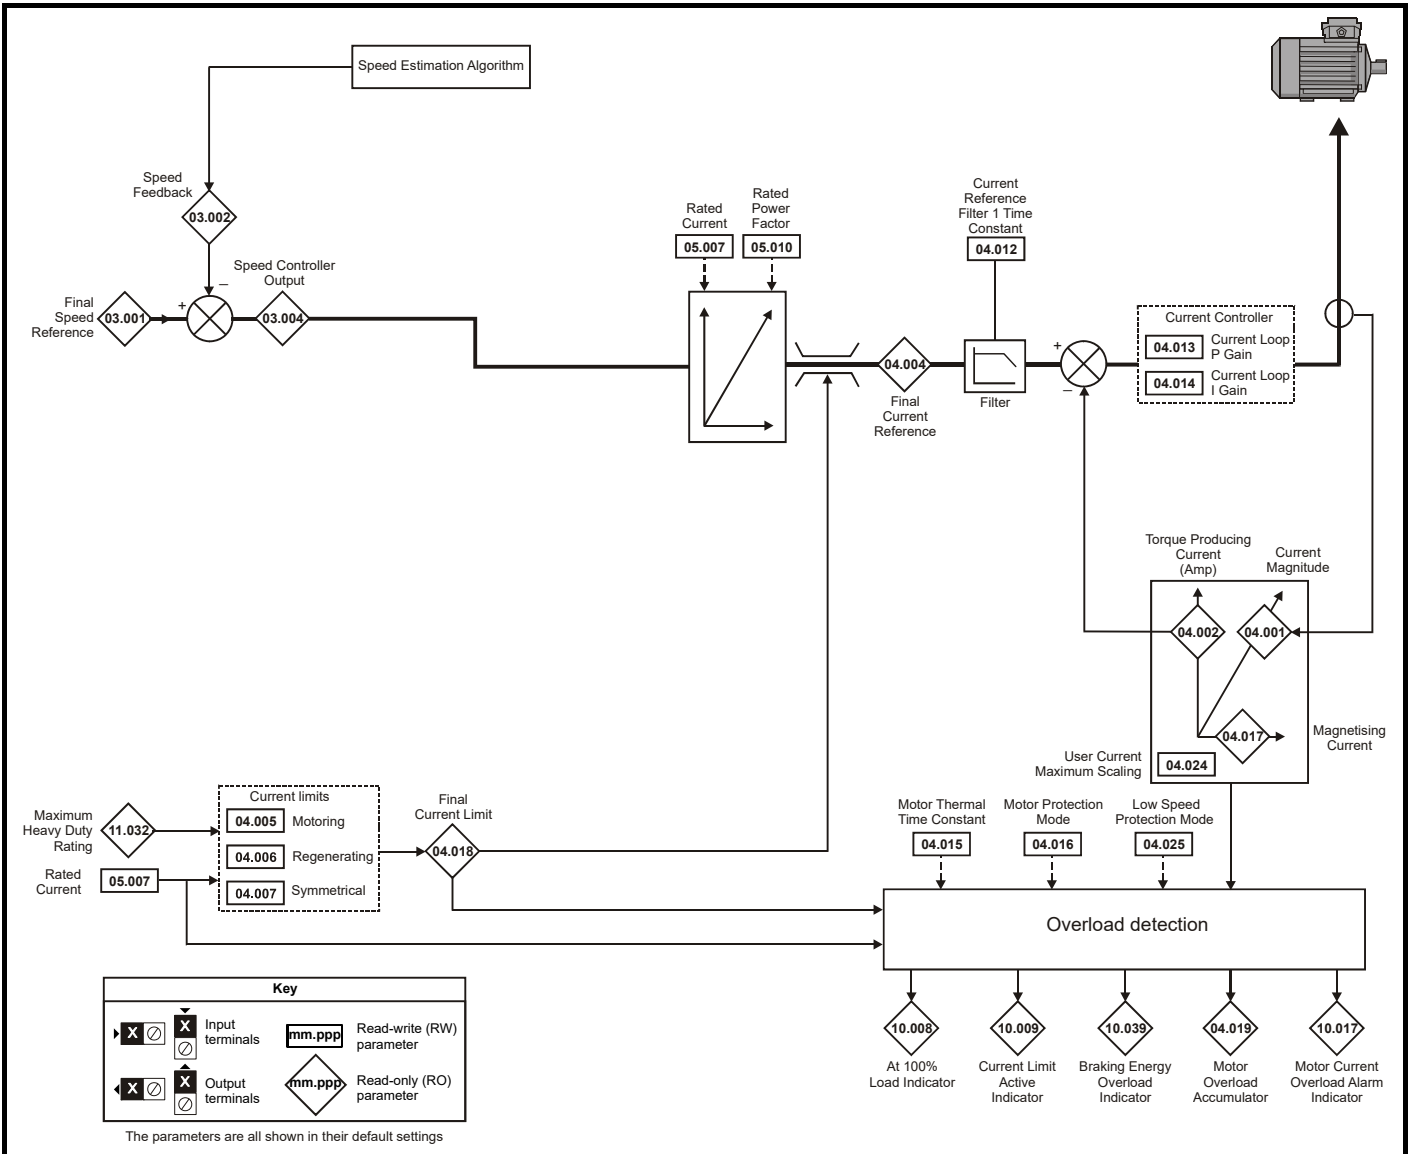 Speed Estimation Algorithm
Speed
Feedback
03.002
Final
Speed
Reference
03.001
+
–
Speed Controller
Output
03.004
Rated
Current
05.007
Rated
Power
Factor
05.010
Current
Reference
Filter 1 Time
Constant
04.012
04.004
Final
Current
Reference
Filter
+
–
Current Controller
04.013
Current Loop
P Gain
04.014
Current Loop
I Gain
Torque Producing
Current
(Amp)
Current
Magnitude
04.002
04.001
04.017
Magnetising
Current
User Current
Maximum Scaling
04.024
Maximum
Heavy Duty
Rating
11.032
Rated
Current
05.007
Current limits
04.005
Motoring
04.006
Regenerating
04.007
Symmetrical
Final
Current Limit
04.018
Motor Thermal
Time Constant
04.015
Motor Protection
Mode
04.016
Low Speed
Protection Mode
04.025
Overload detection
10.008
At 100%
Load Indicator
10.009
Current Limit
Active
Indicator
10.039
Braking Energy
Overload
Indicator
04.019
Motor
Overload
Accumulator
10.017
Motor Current
Overload Alarm
Indicator
Key
X
X
Input
terminals
mm.ppp
Read-write (RW)
parameter
X
X
Output
terminals
mm.ppp
Read-only (RO)
parameter
The parameters are all shown in their default settings